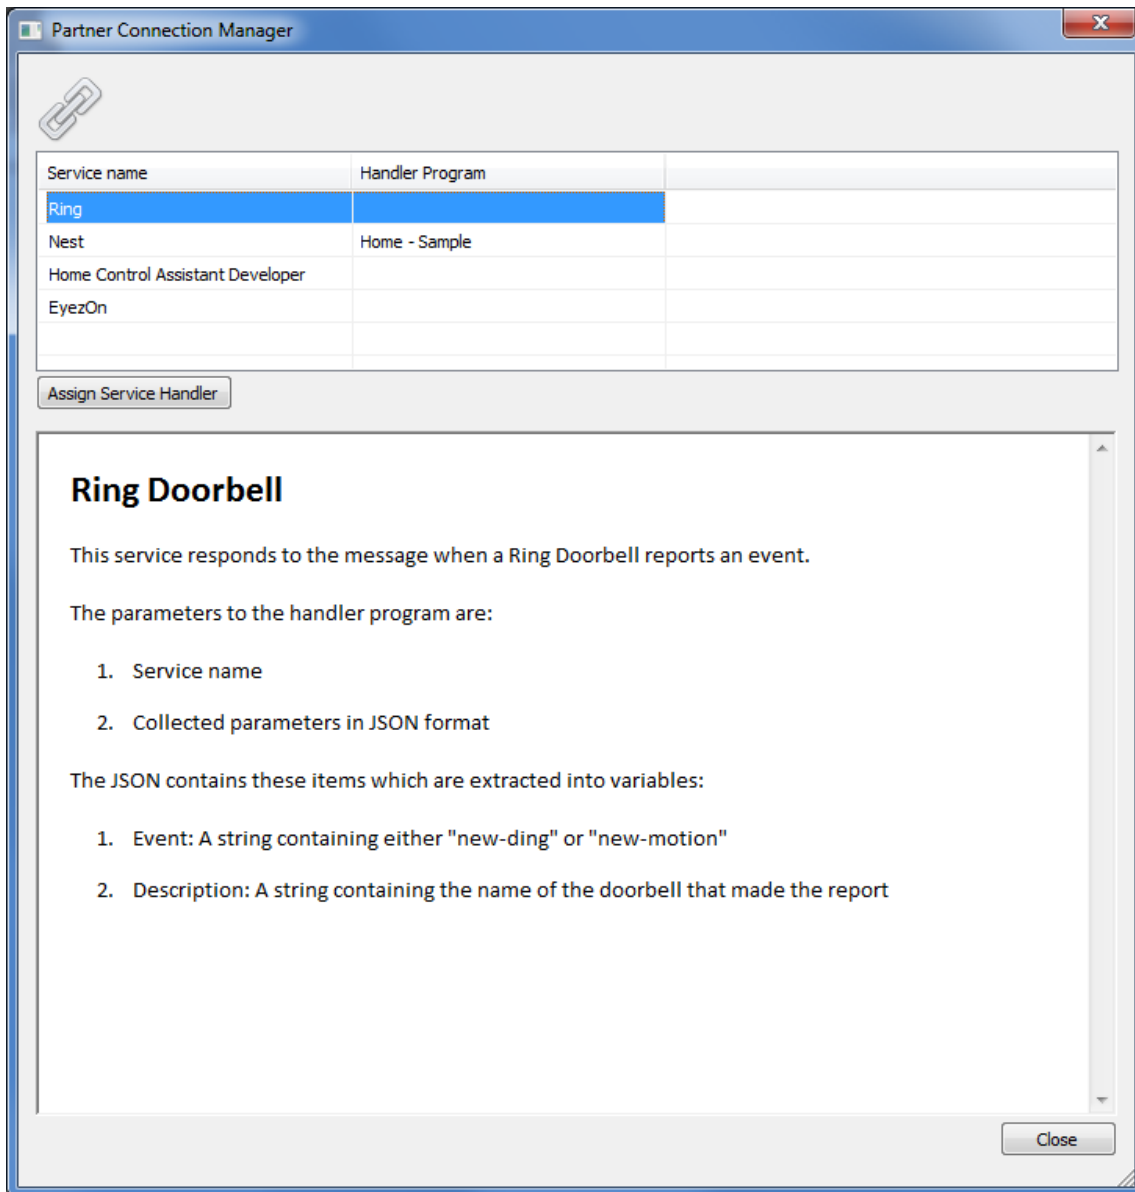 Partner Connection Manager
Service name Handler Program
Ring
Nest Home - Sample
Home Control Assistant Developer
EyezOn
Assign Service Handler
Ring Doorbell
This service responds to the message when a Ring Doorbell reports an event.
The parameters to the handler program are:
1. Service name
2. Collected parameters in JSON format
The JSON contains these items which are extracted into variables:
1. Event: A string containing either "new-ding" or "new-motion"
2. Description: A string containing the name of the doorbell that made the report
Close